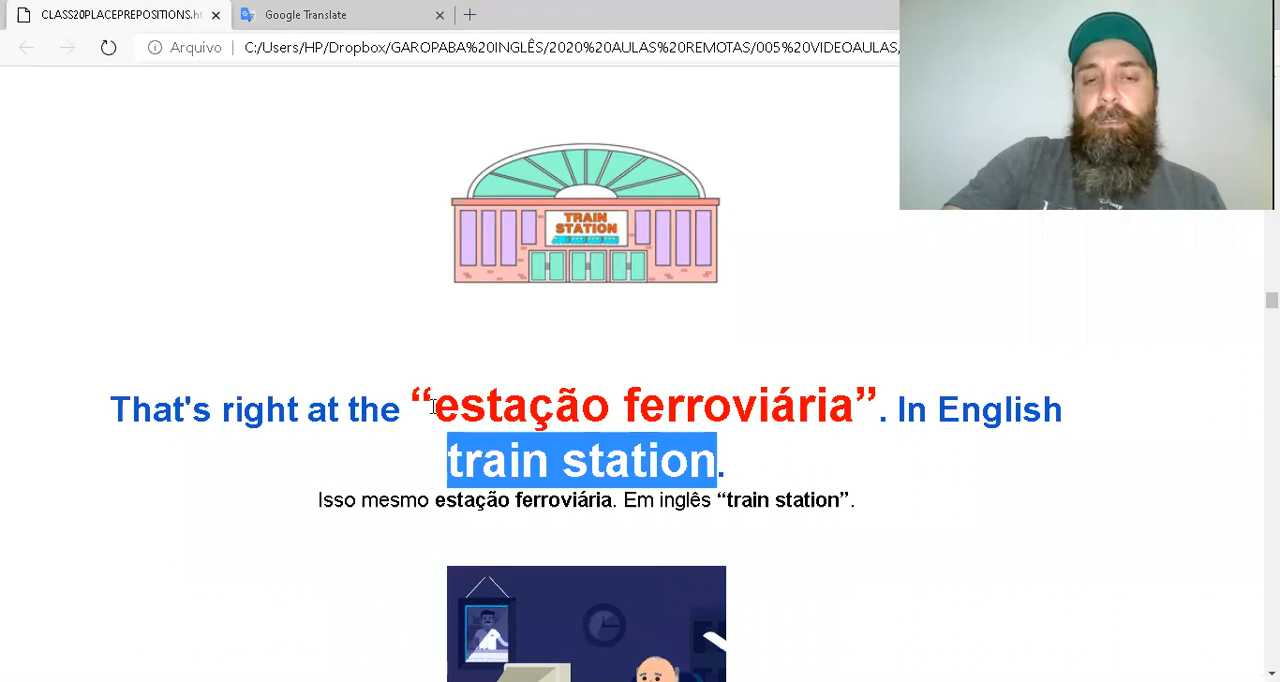 CLASS20PLACEPREPOSITIONS.ht
Google Translate
Arquivo
C:/Users/HP/Dropbox/GAROPABA%20INGLÊS/2020%20AULAS%20REMOTAS/005%20VIDEOAULAS/
TRAIN
STATION
That's right at the “estação ferroviária”. In English
train station.
Isso mesmo estação ferroviária. Em inglês “train station”.